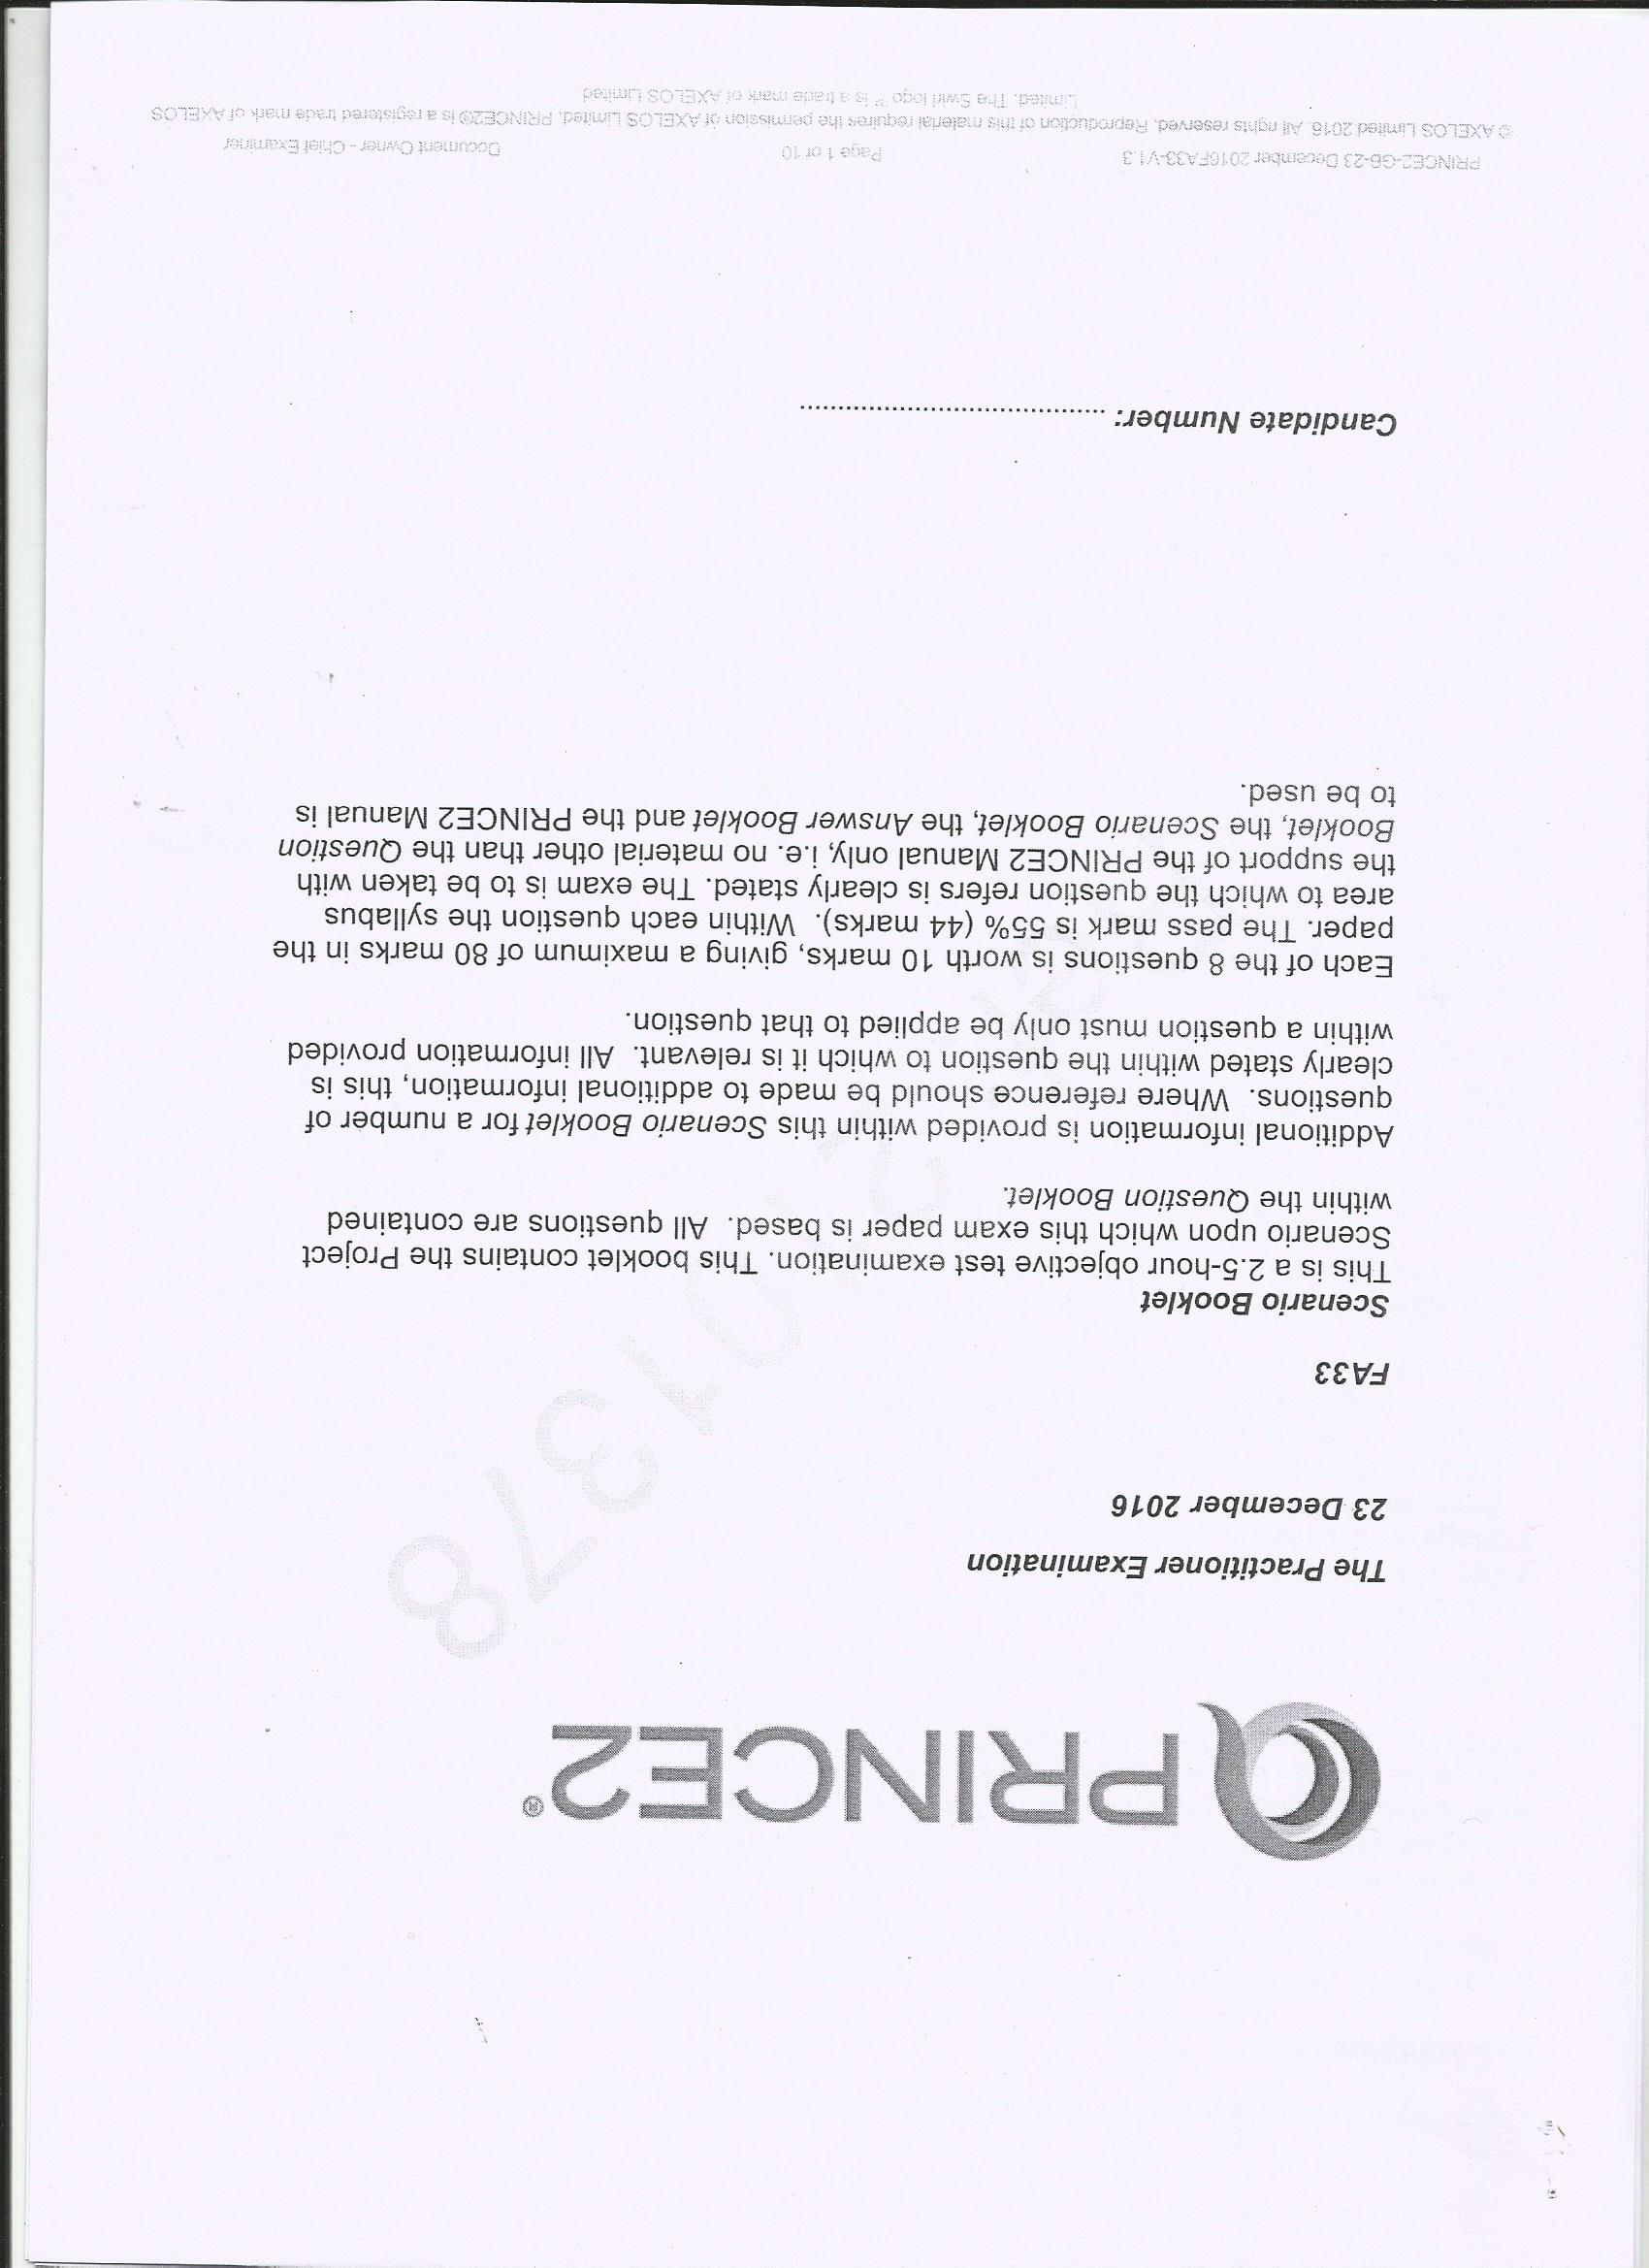 PRINCE2®
The Practitioner Examination
23 December 2016
FA33
Scenario Booklet
This is a 2.5-hour objective test examination. This booklet contains the Project
Scenario upon which this exam paper is based. All questions are contained
within the Question Booklet.
Additional information is provided within this Scenario Booklet for a number of
questions. Where reference should be made to additional information, this is
clearly stated within the question to which it is relevant. All information provided
within a question must only be applied to that question.
Each of the 8 questions is worth 10 marks, giving a maximum of 80 marks in the
paper. The pass mark is 55% (44 marks). Within each question the syllabus
area to which the question refers is clearly stated. The exam is to be taken with
the support of the PRINCE2 Manual only, i.e. no material other than the Question
Booklet, the Scenario Booklet, the Answer Booklet and the PRINCE2 Manual is
to be used.
Candidate Number: ......................................
PRINCE2-GB-23 December 2016FA33-V1.3 Page 1 of 10 Document Owner - Chief Examiner
© AXELOS Limited 2016. All rights reserved. Reproduction of this material requires the permission of AXELOS Limited. PRINCE2® is a registered trade mark of AXELOS
Limited. The Swirl logo ™ is a trade mark of AXELOS Limited